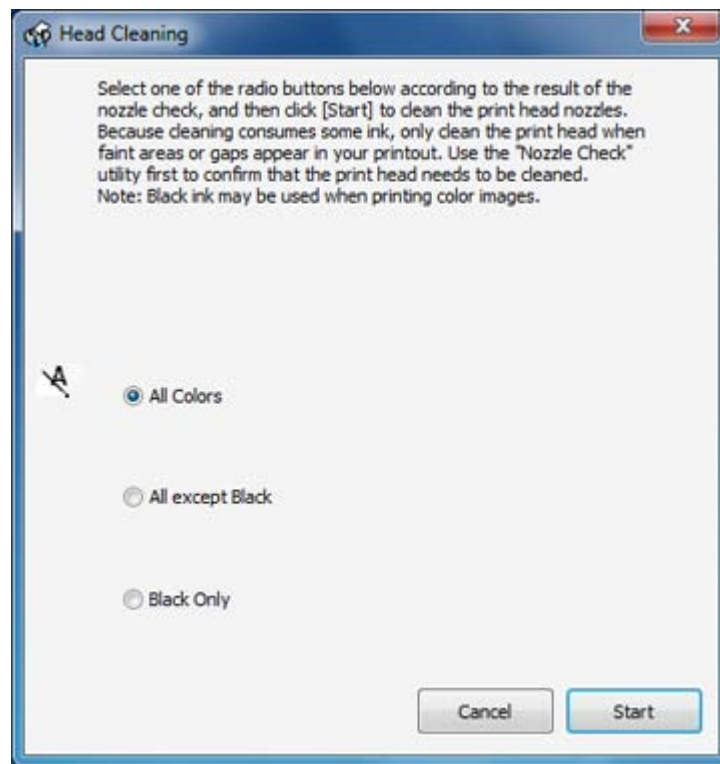 Head Cleaning
Select one of the radio buttons below according to the result of the
nozzle check, and then click [Start] to clean the print head nozzles.
Because cleaning consumes some ink, only clean the print head when
faint areas or gaps appear in your printout. Use the "Nozzle Check"
utility first to confirm that the print head needs to be cleaned.
Note: Black ink may be used when printing color images.
A
All Colors
All except Black
Black Only
Cancel
Start